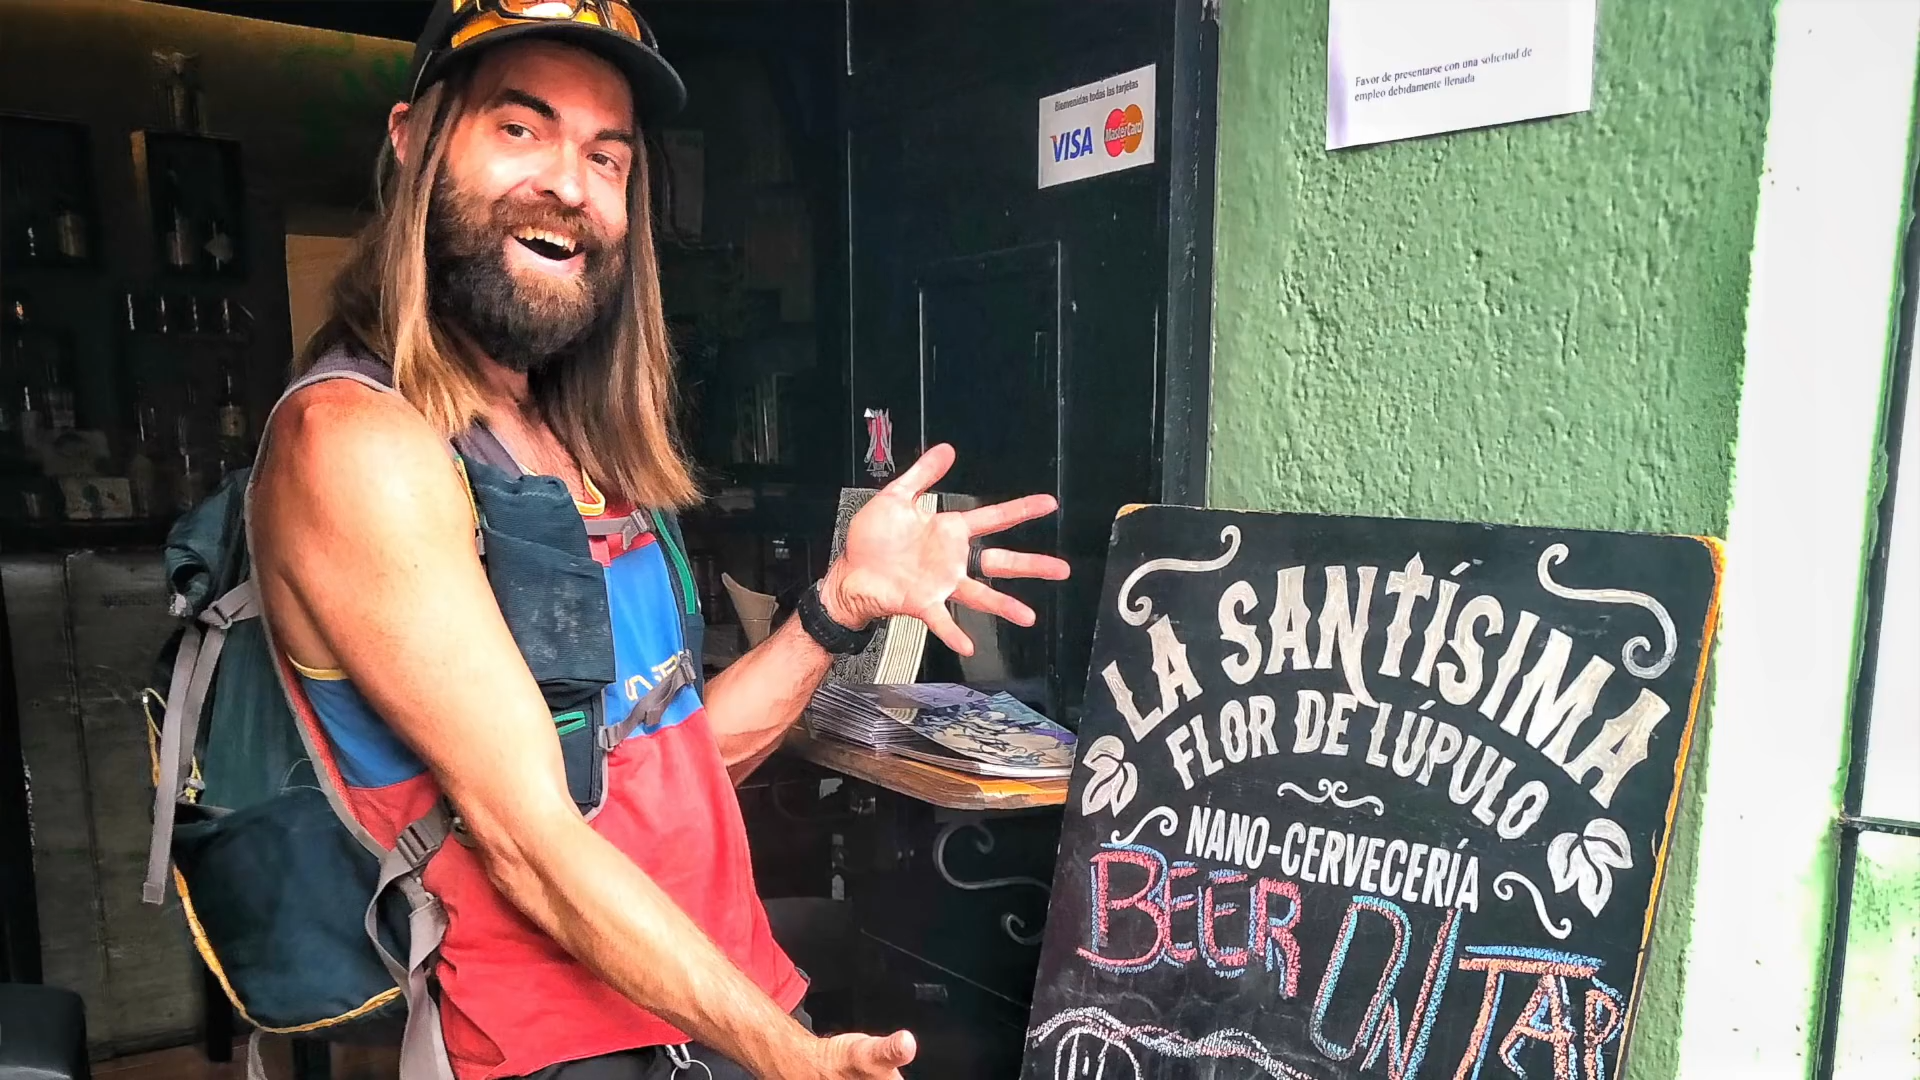 Favor de presentarse con una solicitud de
empleo debidamente llenada
Bienvenidas todas las tarjetas
VISA MasterCard
LA SANTÍSIMA
FLOR DE LÚPULO
NANO-CERVECERÍA
BEER ON TAP